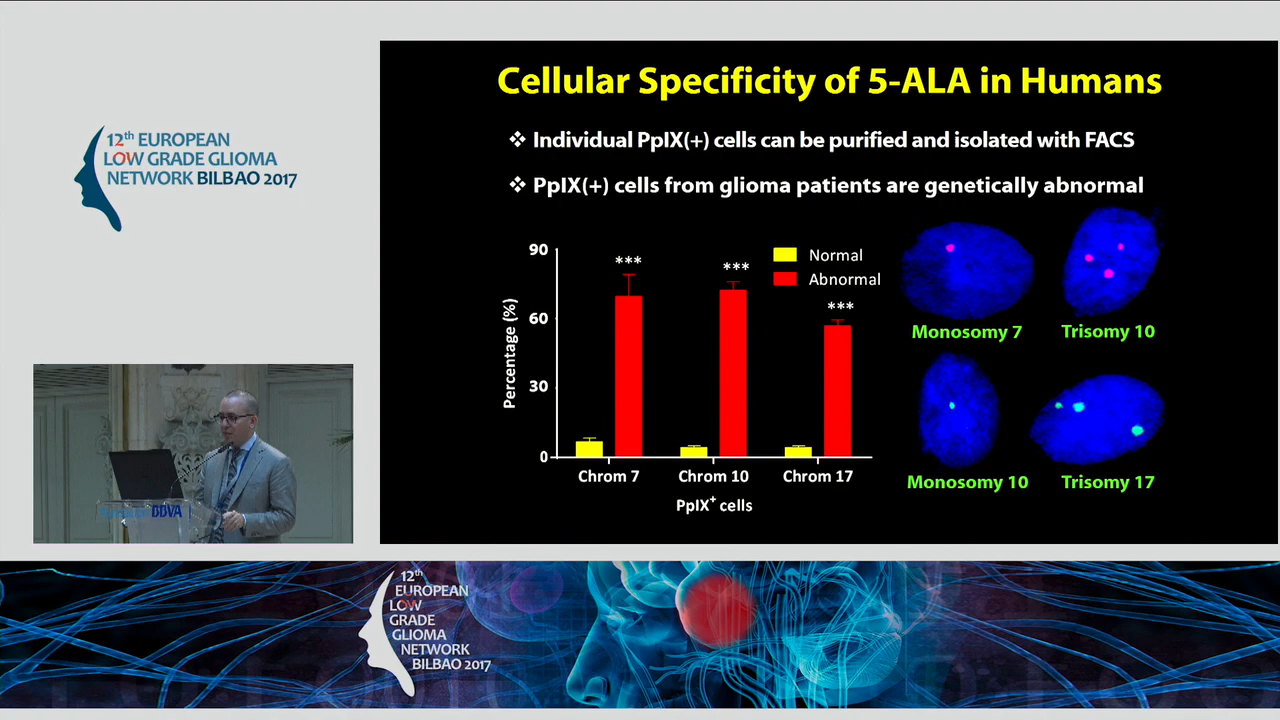 12th EUROPEAN
LOW GRADE GLIOMA
NETWORK BILBAO 2017
Cellular Specificity of 5-ALA in Humans
❖ Individual PpIX(+) cells can be purified and isolated with FACS
❖ PpIX(+) cells from glioma patients are genetically abnormal
90
60
30
0
Percentage (%)
***
***
***
Normal
Abnormal
Chrom 7
Chrom 10
Chrom 17
PpIX+ cells
Monosomy 7
Trisomy 10
Monosomy 10
Trisomy 17
BBVA
12th
EUROPEAN
LOW
GRADE
GLIOMA
NETWORK
BILBAO 2017